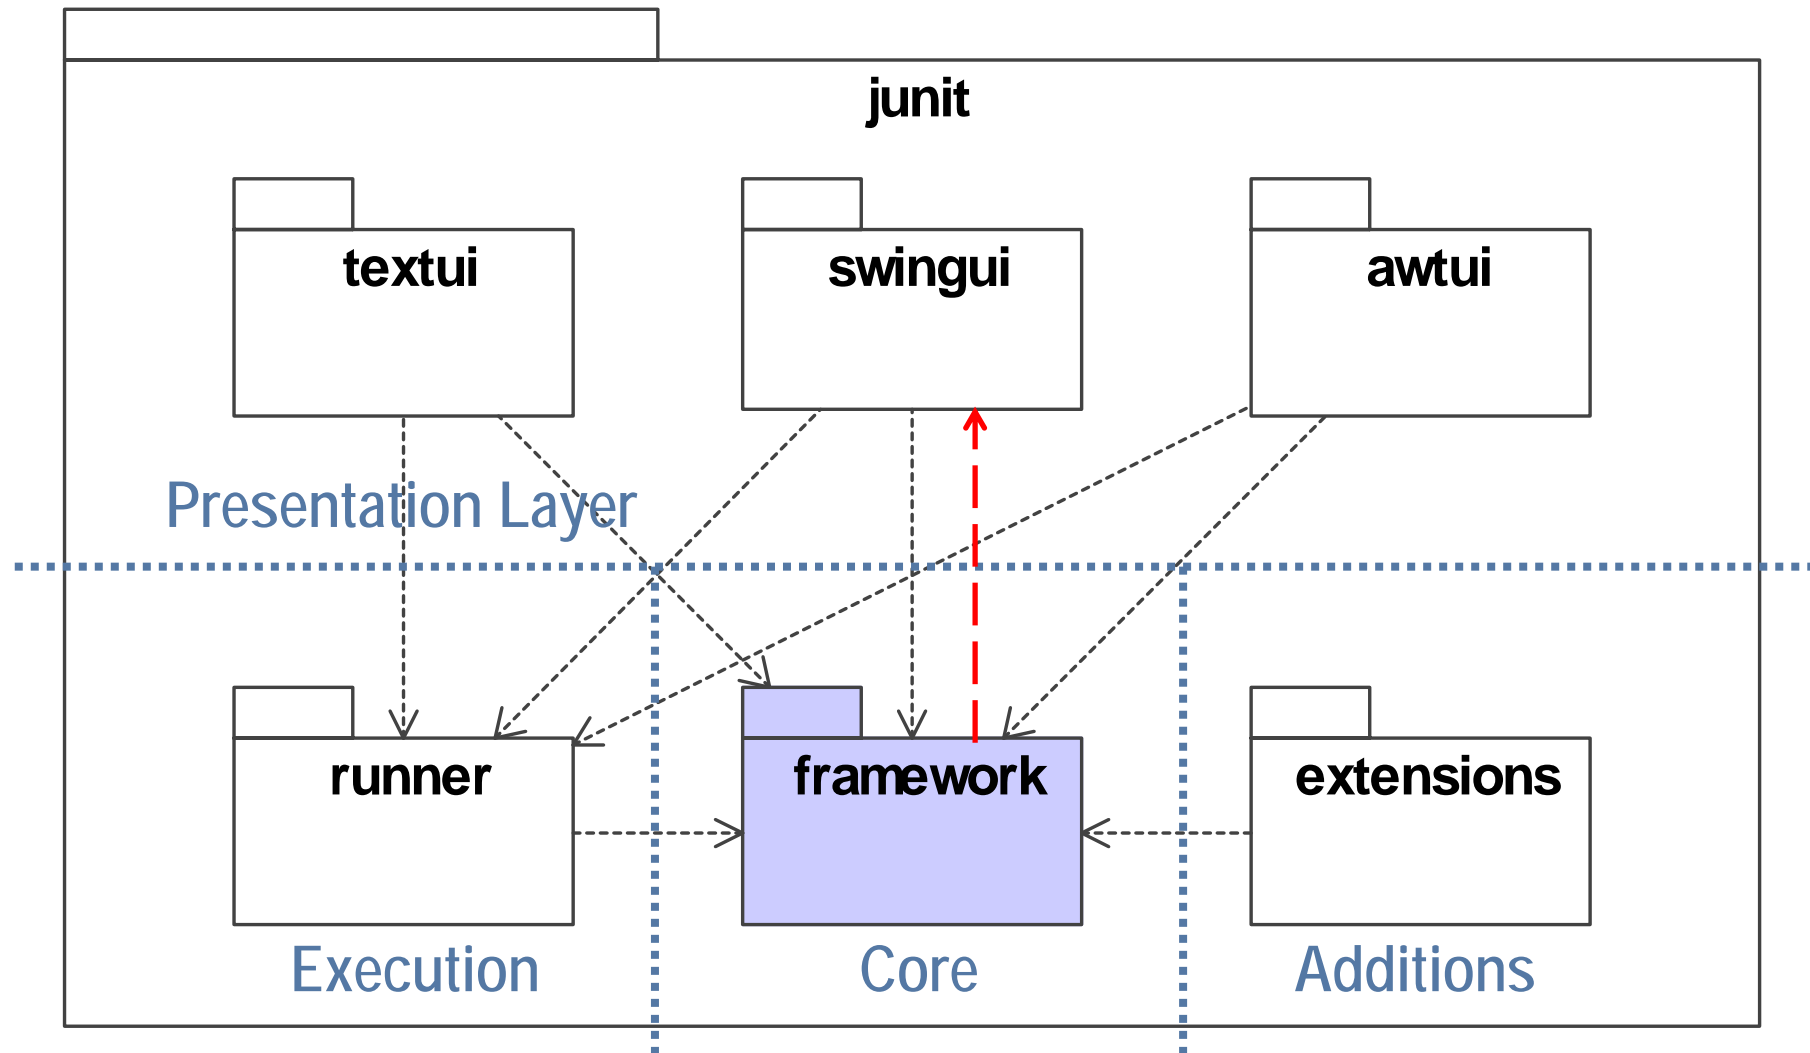 junit
textui
swingui
awtui
Presentation Layer
runner
framework
extensions
Execution
Core
Additions